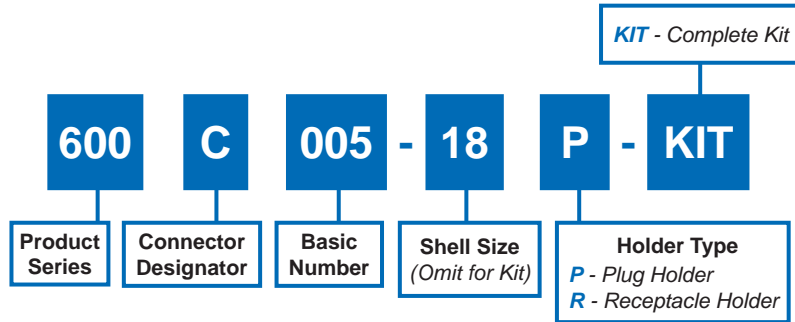 KIT - Complete Kit
600 C 005 - 18 P - KIT
Product
Series
Connector
Designator
Basic
Number
Shell Size
(Omit for Kit)
Holder Type
P - Plug Holder
R - Receptacle Holder